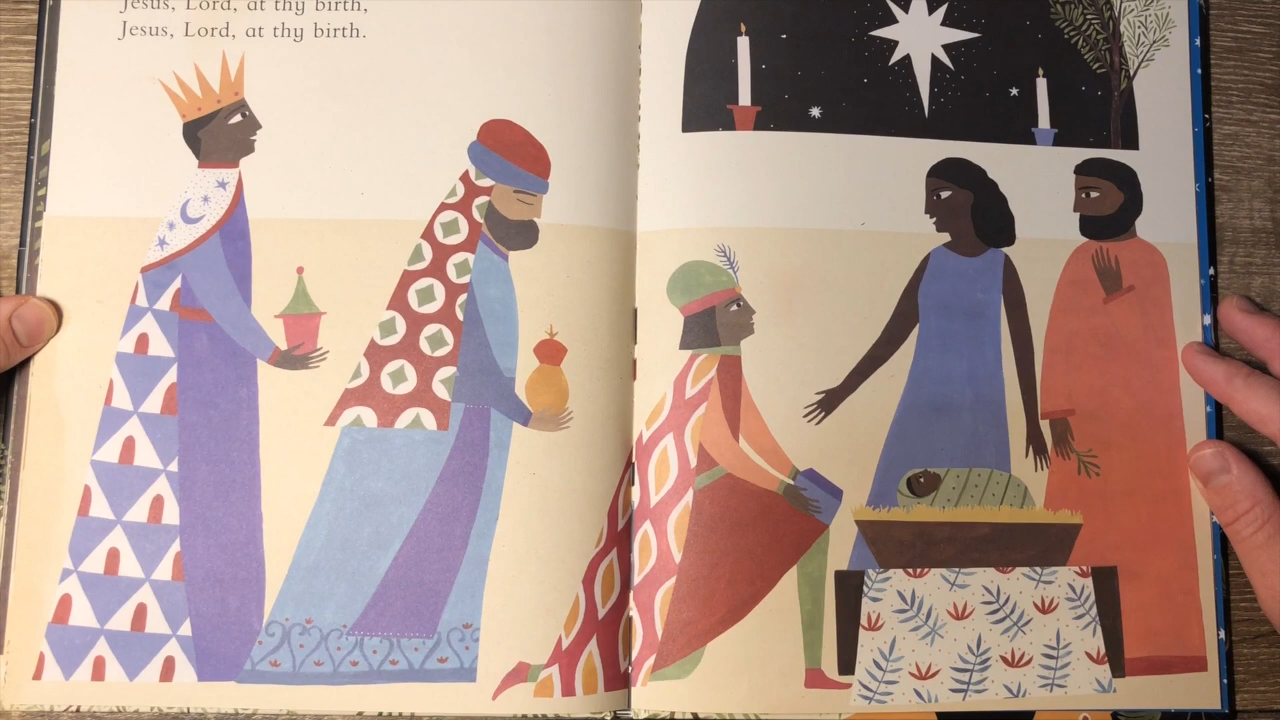 Jesus, Lord, at thy birth,
Jesus, Lord, at thy birth.